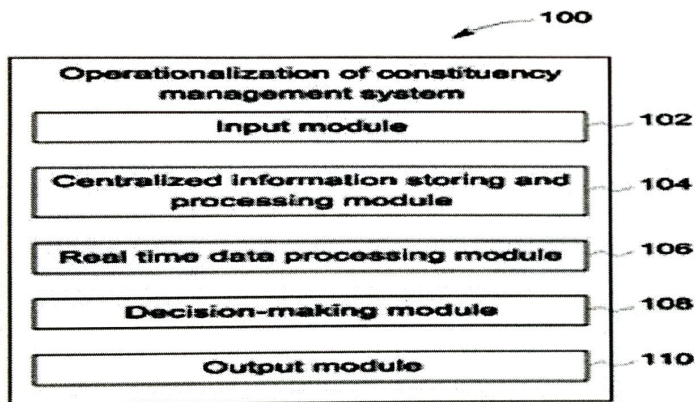 100
Operationalization of constituency
management system
Input module 102
Centralized information storing and
processing module 104
Real time data processing module 106
Decision-making module 108
Output module 110